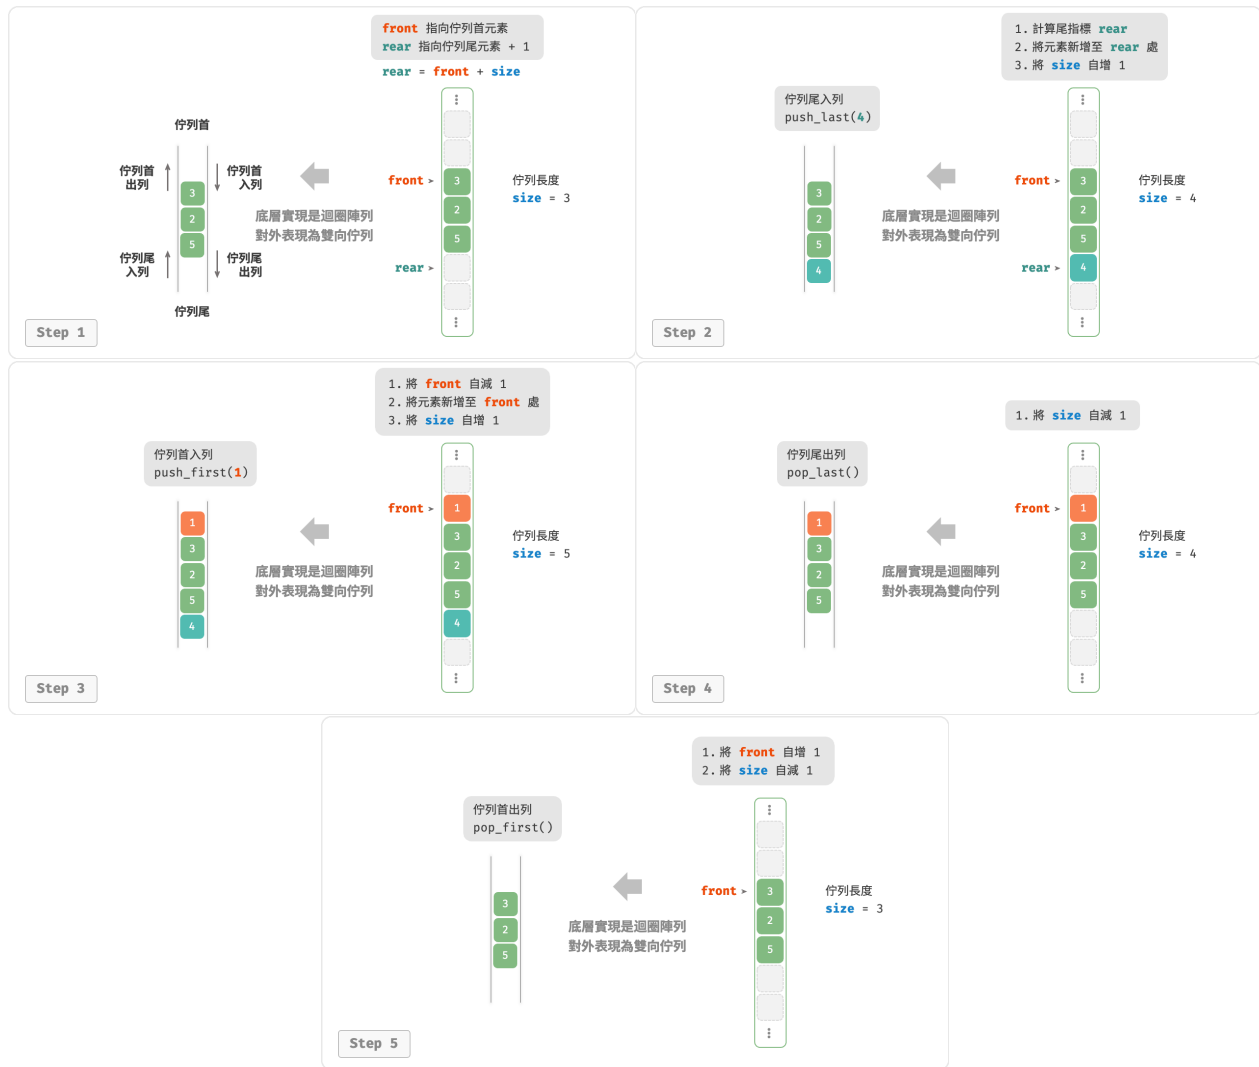 front 指向佇列首元素
rear 指向佇列尾元素 + 1
rear = front + size
佇列首
佇列首
出列
佇列首
入列
3
2
5
佇列尾
入列
佇列尾
出列
佇列尾
底層實現是迴圈陣列
對外表現為雙向佇列
front
3
2
5
rear
佇列長度
size = 3
Step 1
1. 計算尾指標 rear
2. 將元素新增至 rear 處
3. 將 size 自增 1
佇列尾入列
push_last(4)
3
2
5
4
底層實現是迴圈陣列
對外表現為雙向佇列
front
3
2
5
rear
4
佇列長度
size = 4
Step 2
1. 將 front 自減 1
2. 將元素新增至 front 處
3. 將 size 自增 1
佇列首入列
push_first(1)
1
3
2
5
4
底層實現是迴圈陣列
對外表現為雙向佇列
front
1
3
2
5
4
佇列長度
size = 5
Step 3
1. 將 size 自減 1
佇列尾出列
pop_last()
1
3
2
5
底層實現是迴圈陣列
對外表現為雙向佇列
front
1
3
2
5
佇列長度
size = 4
Step 4
1. 將 front 自增 1
2. 將 size 自減 1
佇列首出列
pop_first()
3
2
5
底層實現是迴圈陣列
對外表現為雙向佇列
front
3
2
5
佇列長度
size = 3
Step 5